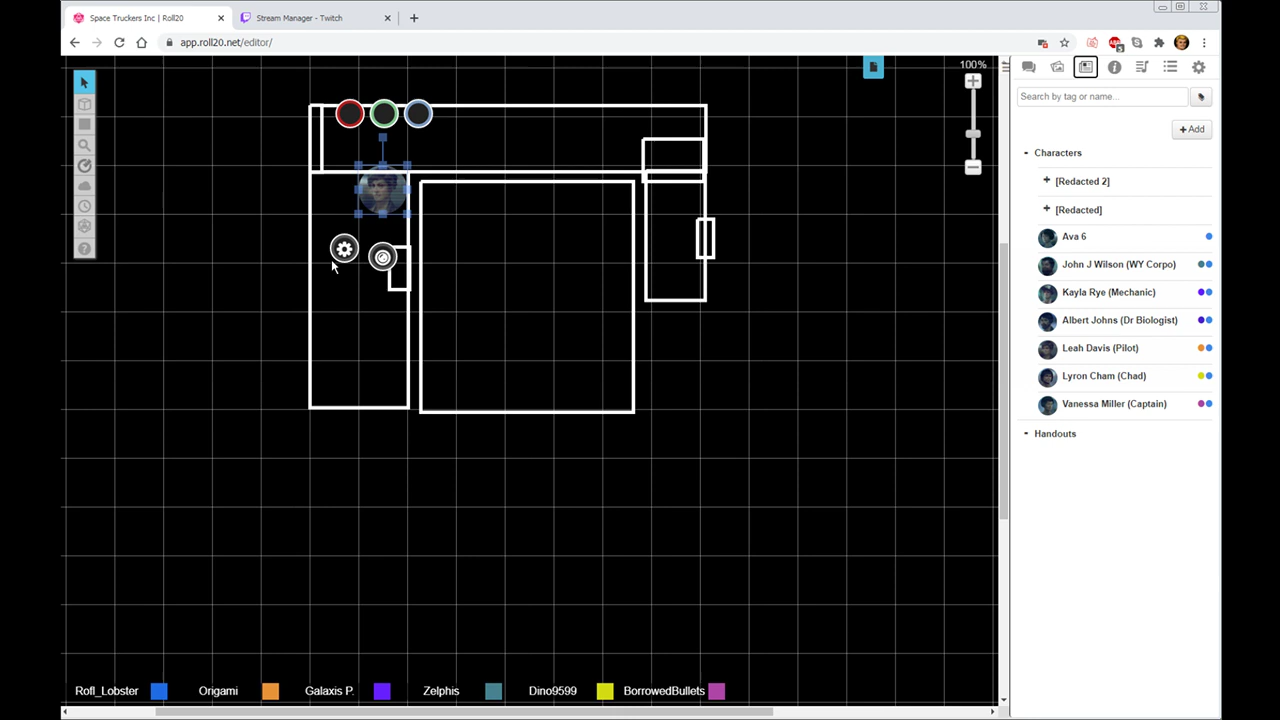 Space Truckers Inc | Roll20
Stream Manager - Twitch
app.roll20.net/editor/
5
100%
Search by tag or name...
+ Add
Characters
[Redacted 2]
[Redacted]
Ava 6
John J Wilson (WY Corpo)
Kayla Rye (Mechanic)
Albert Johns (Dr Biologist)
Leah Davis (Pilot)
Lyron Cham (Chad)
Vanessa Miller (Captain)
Handouts
Rofl_Lobster Origami Galaxis P. Zelphis Dino9599 BorrowedBullets